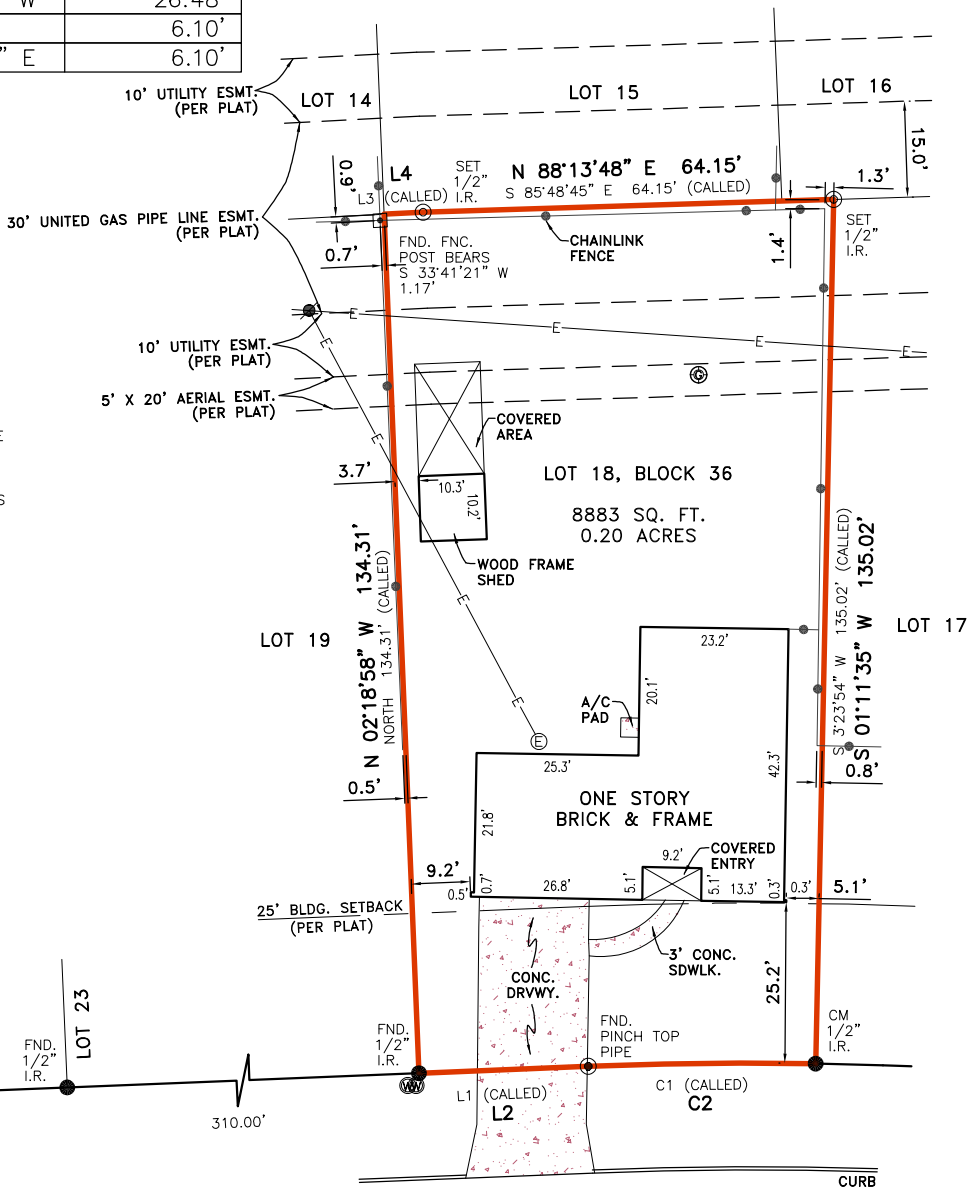 W 26.48'
6.10'
" E 6.10'
10' UTILITY ESMT.
(PER PLAT)
LOT 14
LOT 15
LOT 16
15.0'
0.9'
L4
L3 (CALLED)
SET
1/2"
I.R.
N 88°13'48" E 64.15'
S 85°48'45" E 64.15' (CALLED)
1.3'
30' UNITED GAS PIPE LINE ESMT.
(PER PLAT)
0.7'
FND. FNC.
POST BEARS
S 33°41'21" W
1.17'
CHAINLINK
FENCE
1.4'
SET
1/2"
I.R.
E
E
E
E
E
10' UTILITY ESMT.
(PER PLAT)
5' X 20' AERIAL ESMT.
(PER PLAT)
G
E
E
COVERED
AREA
3.7'
10.3'
10.2'
LOT 18, BLOCK 36
8883 SQ. FT.
0.20 ACRES
S
WOOD FRAME
SHED
E
LOT 19
N 02°18'58" W 134.31'
NORTH 134.31' (CALLED)
S 3°23'54" W 135.02' (CALLED)
S 01°11'35" W 135.02'
LOT 17
23.2'
20.1'
A/C
PAD
E
E
25.3'
42.3'
0.5'
0.8'
21.8'
ONE STORY
BRICK & FRAME
9.2'
COVERED
ENTRY
9.2'
0.5'
0.7'
26.8'
5.1'
5.1'
13.3'
0.3'
0.3'
5.1'
25' BLDG. SETBACK
(PER PLAT)
CONC.
DRVWY.
3' CONC.
SDWLK.
25.2'
LOT 23
FND.
1/2"
I.R.
FND.
1/2"
I.R.
FND.
PINCH TOP
PIPE
CM
1/2"
I.R.
W W
L1 (CALLED)
L2
C1 (CALLED)
C2
310.00'
CURB